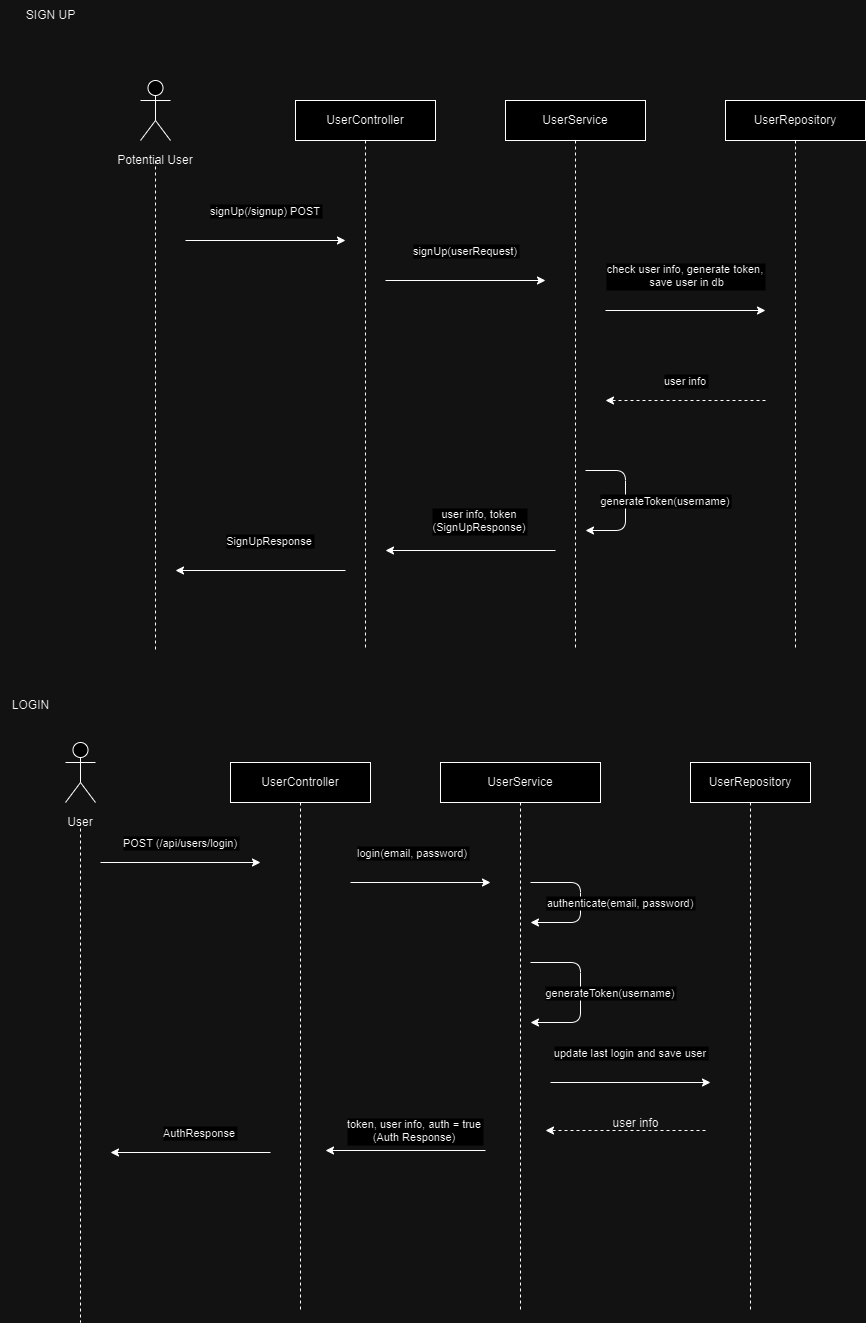 SIGN UP
Potential User
UserController
UserService
UserRepository
signUp(/signup) POST
signUp(userRequest)
check user info, generate token,
save user in db
user info
generateToken(username)
user info, token
(SignUpResponse)
SignUpResponse
LOGIN
User
UserController
UserService
UserRepository
POST (/api/users/login)
login(email, password)
authenticate(email, password)
generateToken(username)
update last login and save user
user info
token, user info, auth = true
(Auth Response)
AuthResponse